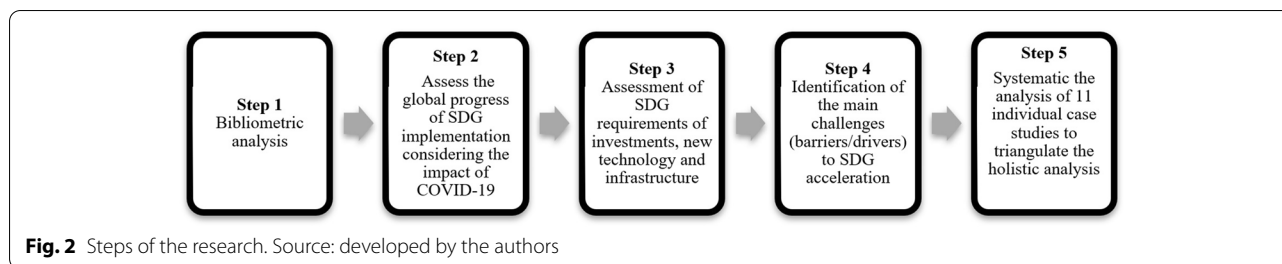 Step 1
Bibliometric
analysis
Step 2
Assess the
global progress
of SDG
implementation
considering the
impact of
COVID-19
Step 3
Assessment of
SDG
requirements of
investments, new
technology and
infrastructure
Step 4
Identification of
the main
challenges
(barriers/drivers)
to SDG
acceleration
Step 5
Systematic the
analysis of 11
individual case
studies to
triangulate the
holistic analysis
Fig. 2 Steps of the research. Source: developed by the authors